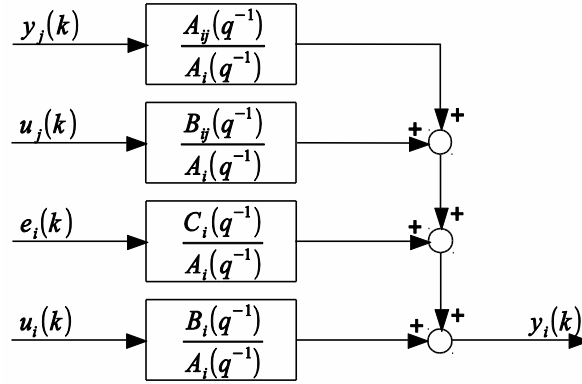 y_j(k) A_ij(q^-1) / A_i(q^-1) +
u_j(k) B_ij(q^-1) / A_i(q^-1) + +
e_i(k) C_i(q^-1) / A_i(q^-1) + +
u_i(k) B_i(q^-1) / A_i(q^-1) + y_i(k)